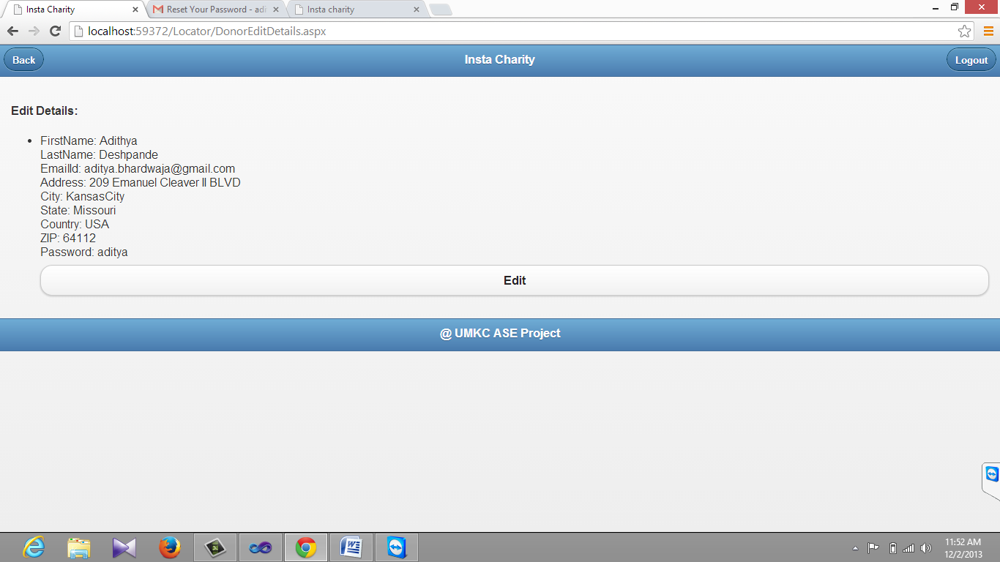 Insta Charity
Reset Your Password - adi
Insta charity
localhost:59372/Locator/DonorEditDetails.aspx
Back
Insta Charity
Logout
Edit Details:
FirstName: Adithya
LastName: Deshpande
EmailId: aditya.bhardwaja@gmail.com
Address: 209 Emanuel Cleaver II BLVD
City: KansasCity
State: Missouri
Country: USA
ZIP: 64112
Password: aditya
Edit
@ UMKC ASE Project
11:52 AM
12/2/2013